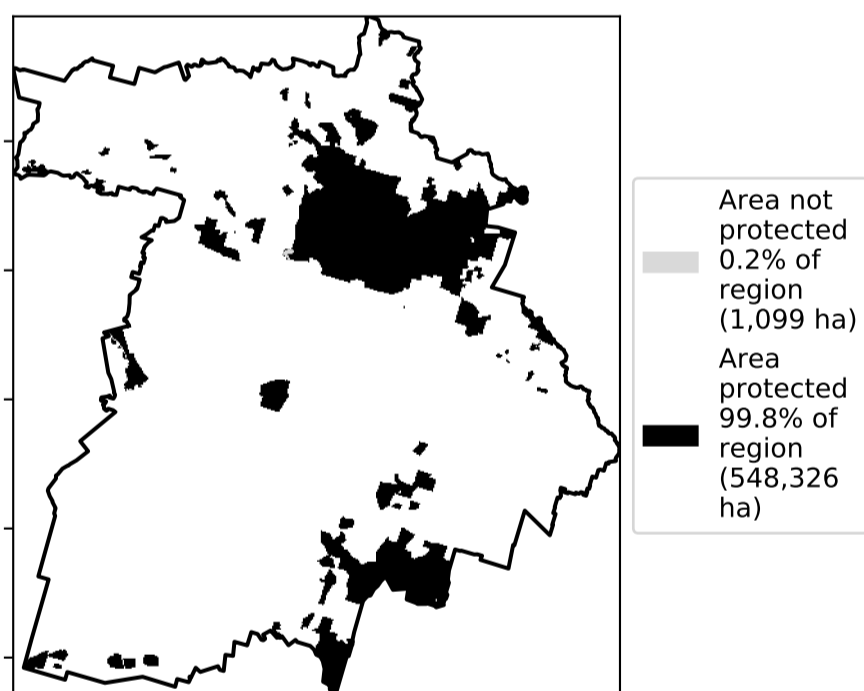 Area not
protected
0.2% of
region
(1,099 ha)
Area
protected
99.8% of
region
(548,326
ha)